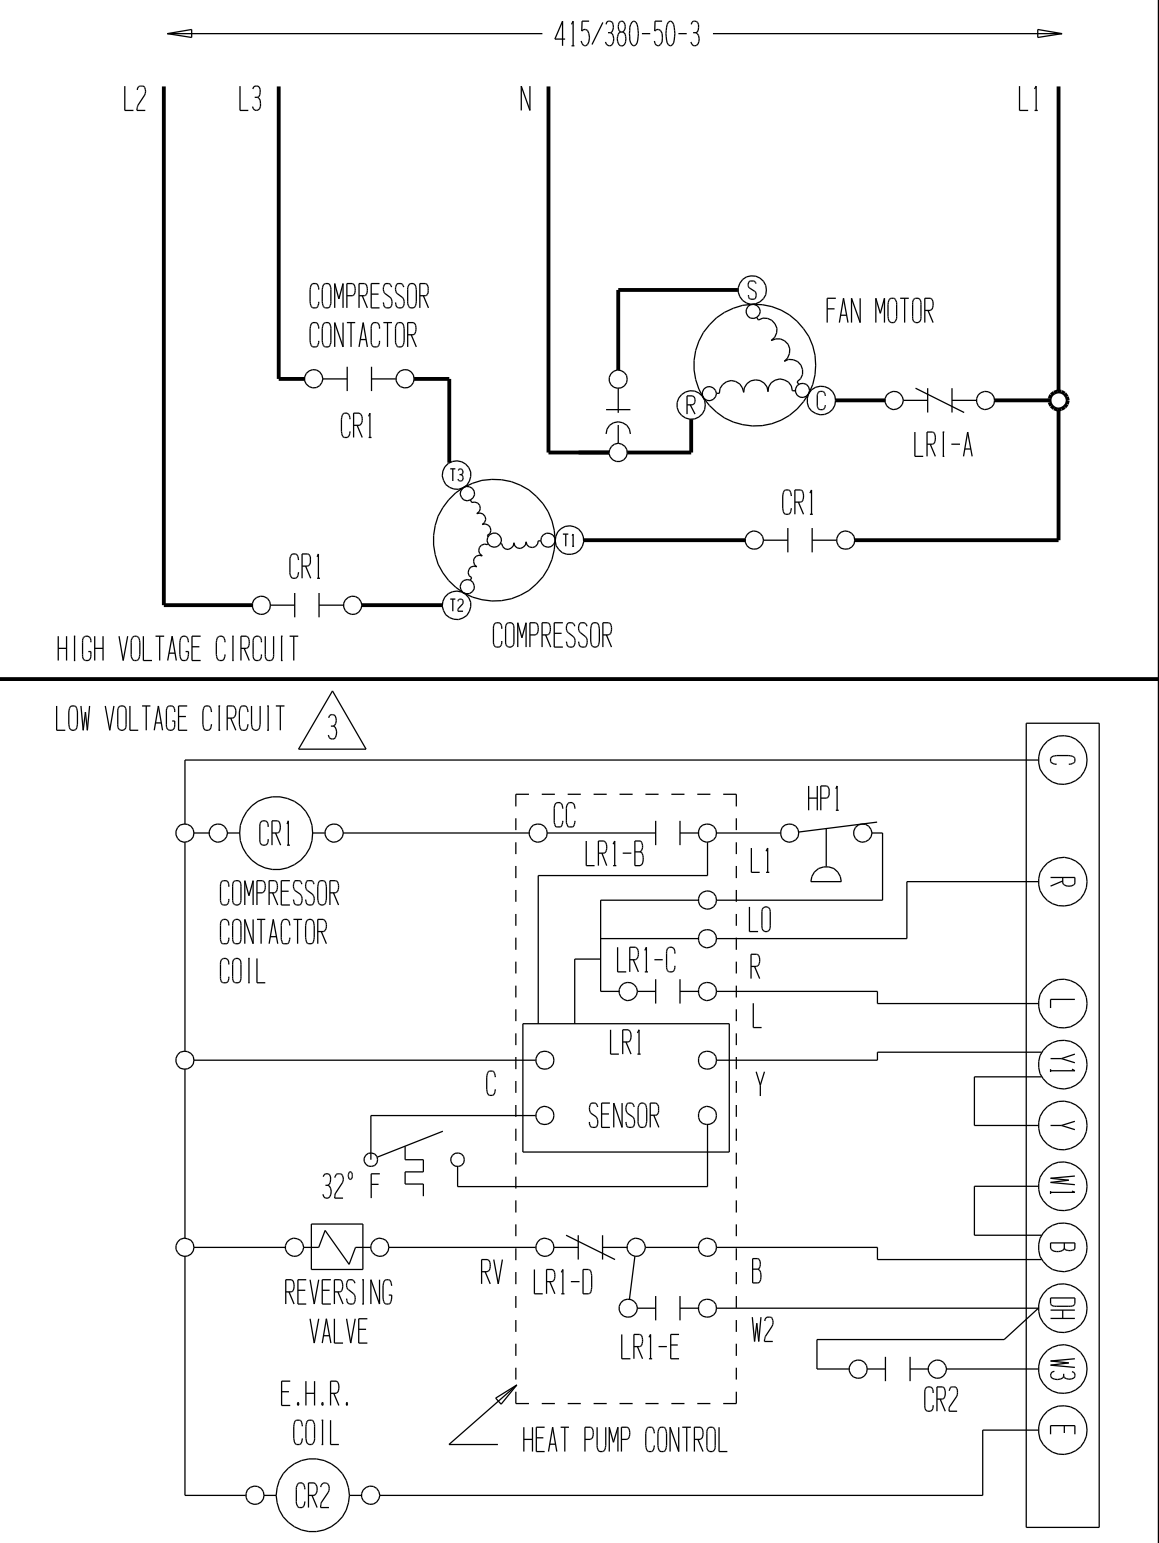 415/380-50-3
L2
L3
N
L1
COMPRESSOR
CONTACTOR
CR1
S
FAN MOTOR
R
C
LR1-A
T3
CR1
T1
CR1
T2
COMPRESSOR
HIGH VOLTAGE CIRCUIT
LOW VOLTAGE CIRCUIT
3
C
CR1
COMPRESSOR
CONTACTOR
COIL
CC
LR1-B
HP1
L1
LO
R
R
LR1-C
L
L
LR1
C
Y
Y1
SENSOR
Y
32° F
W1
REVERSING
VALVE
RV
LR1-D
B
B
LR1-E
W2
DH
CR2
W3
E.H.R.
COIL
CR2
HEAT PUMP CONTROL
E